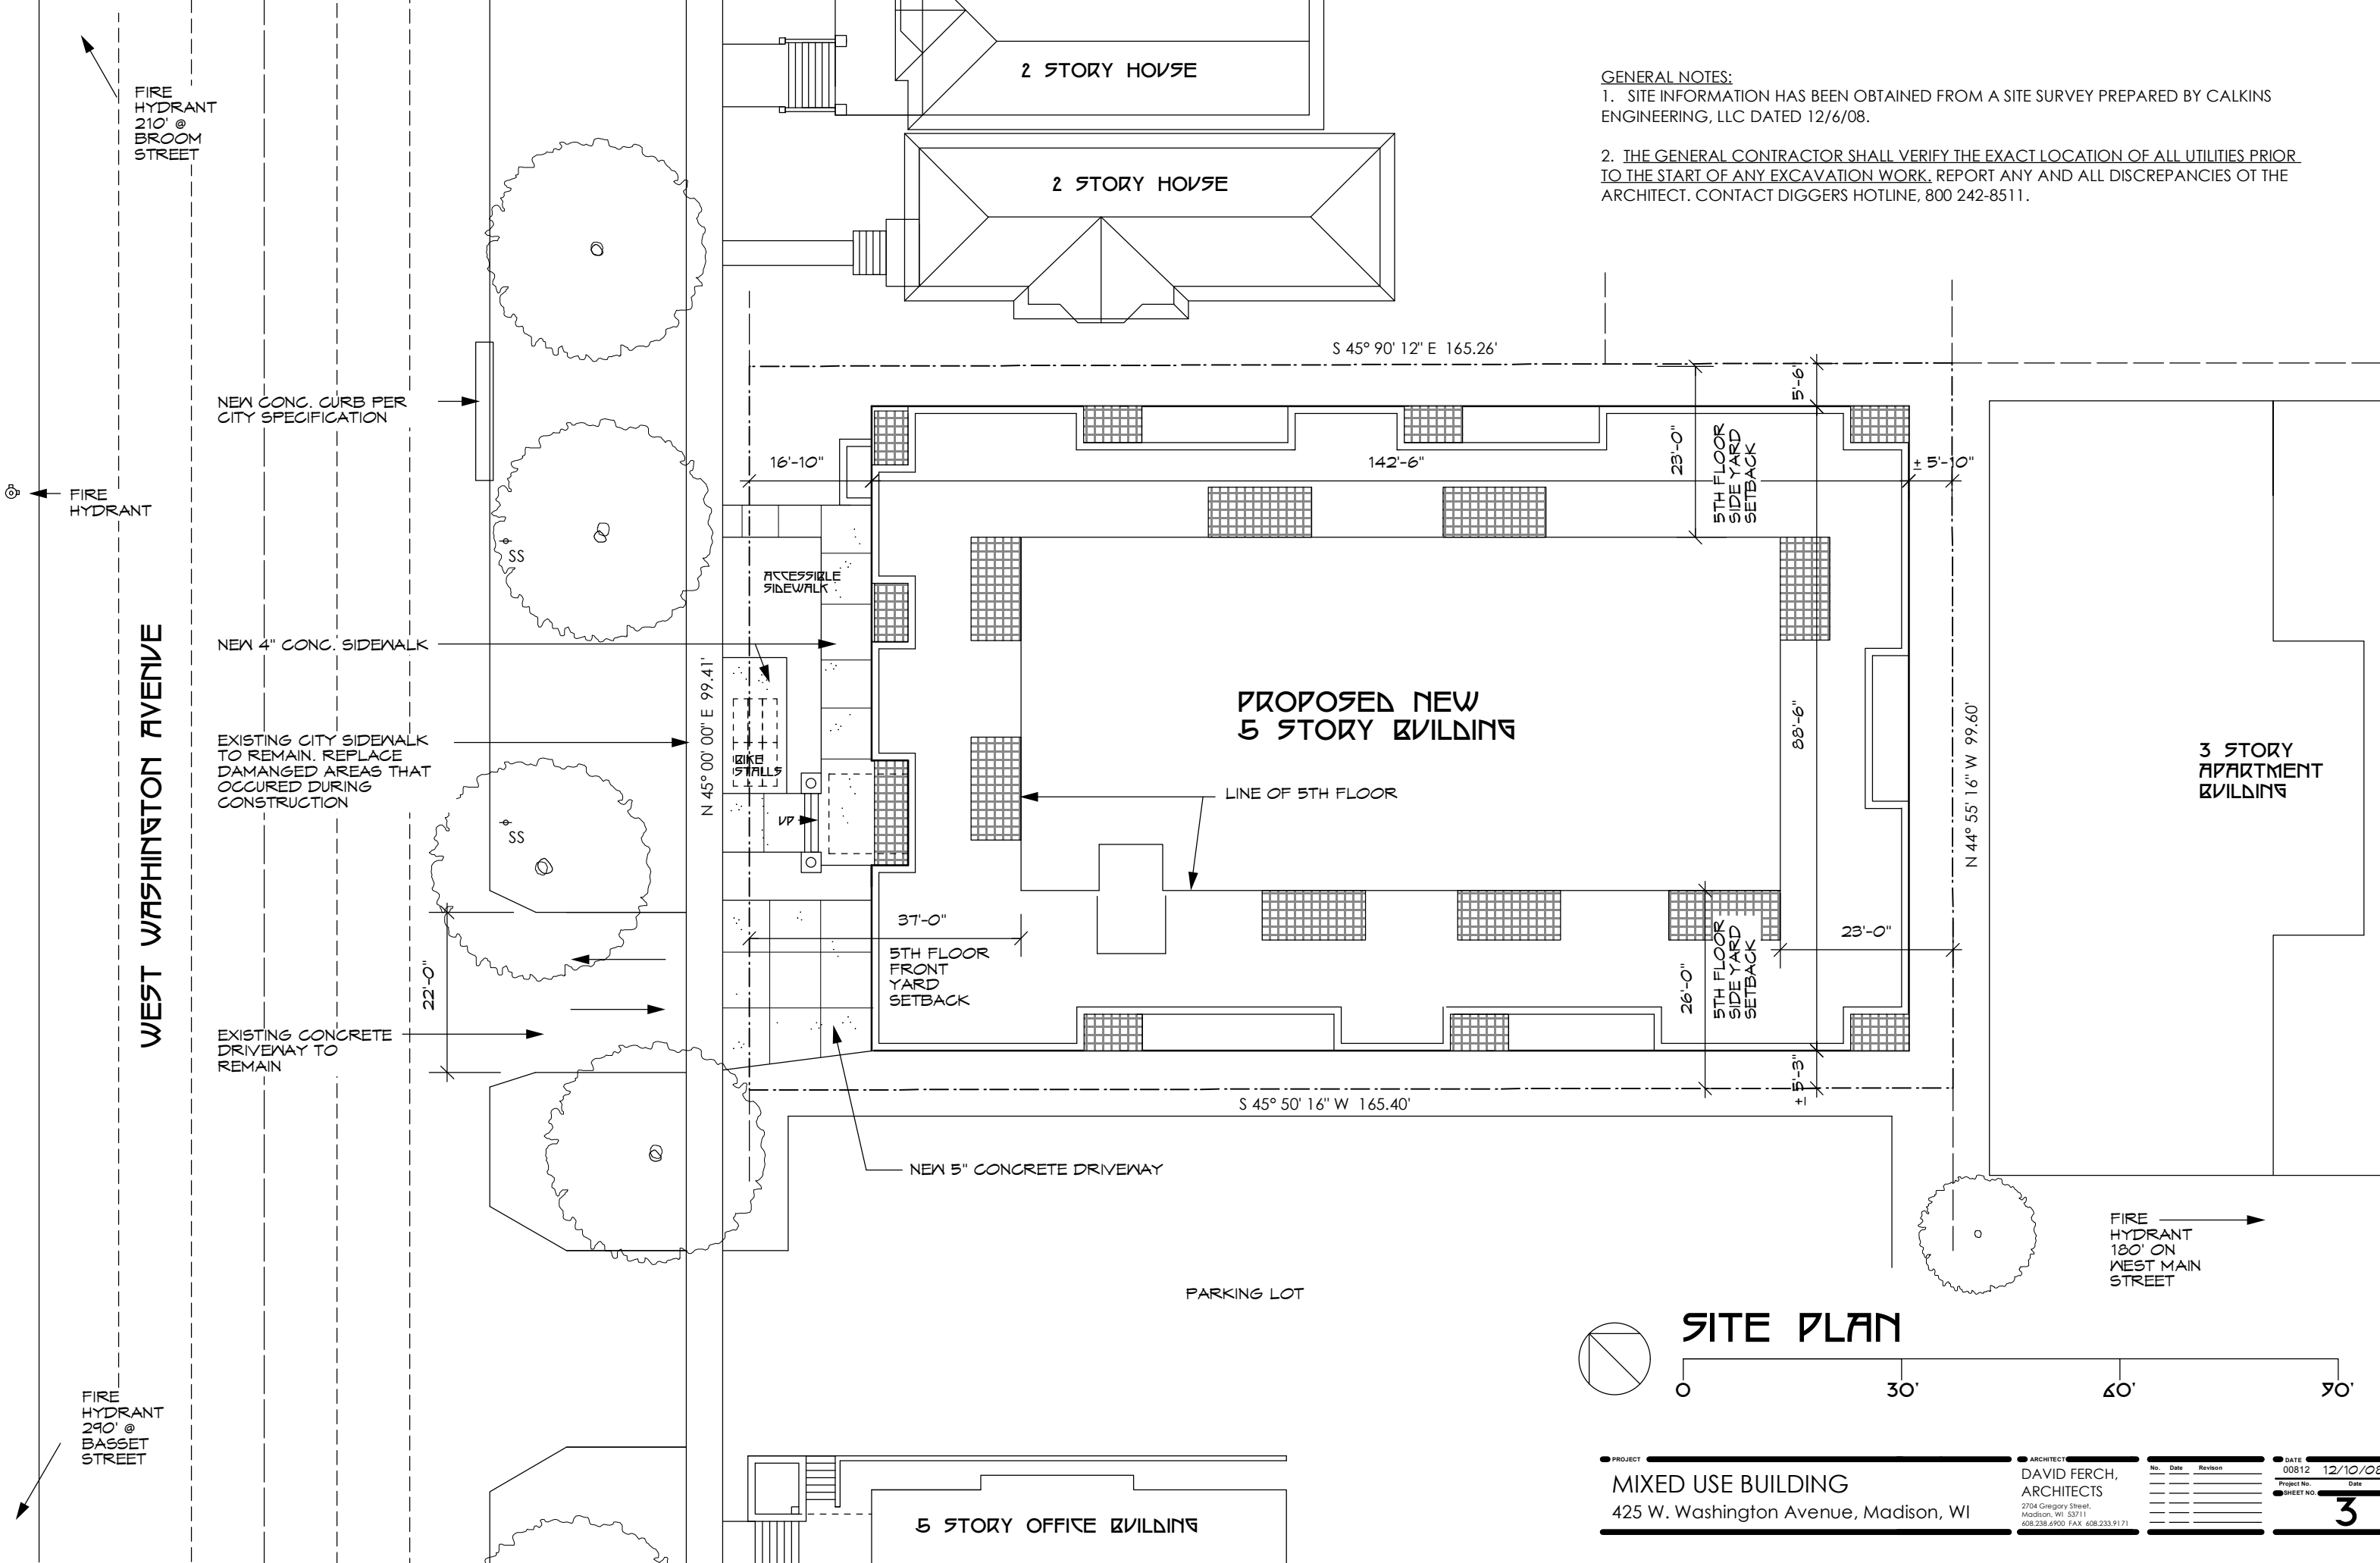 2 STORY HOUSE
GENERAL NOTES:
1. SITE INFORMATION HAS BEEN OBTAINED FROM A SITE SURVEY PREPARED BY CALKINS
ENGINEERING, LLC DATED 12/6/08.
2. THE GENERAL CONTRACTOR SHALL VERIFY THE EXACT LOCATION OF ALL UTILITIES PRIOR
TO THE START OF ANY EXCAVATION WORK. REPORT ANY AND ALL DISCREPANCIES OT THE
ARCHITECT. CONTACT DIGGERS HOTLINE, 800 242-8511.
FIRE
HYDRANT
210' @
BROOM
STREET
2 STORY HOUSE
S 45° 90' 12" E 165.26'
NEW CONC. CURB PER
CITY SPECIFICATION
5'-6"
16'-10"
142'-6"
23'-0"
5TH FLOOR
SIDE YARD
SETBACK
± 5'-10"
FIRE
HYDRANT
SS
ACCESSIBLE
SIDEWALK
NEW 4" CONC. SIDEWALK
WEST WASHINGTON AVENUE
N 45° 00' 00" E 99.41'
PROPOSED NEW
5 STORY BUILDING
88'-6"
N 44° 55' 16" W 99.60'
3 STORY
APARTMENT
BUILDING
EXISTING CITY SIDEWALK
TO REMAIN. REPLACE
DAMANGED AREAS THAT
OCCURED DURING
CONSTRUCTION
BIKE
STALLS
LINE OF 5TH FLOOR
UP
SS
37'-0"
5TH FLOOR
FRONT
YARD
SETBACK
23'-0"
22'-0"
26'-0"
5TH FLOOR
SIDE YARD
SETBACK
EXISTING CONCRETE
DRIVEWAY TO
REMAIN
±5'-3"
S 45° 50' 16" W 165.40'
NEW 5" CONCRETE DRIVEWAY
FIRE
HYDRANT
180' ON
WEST MAIN
STREET
PARKING LOT
SITE PLAN
0 30' 60' 90'
FIRE
HYDRANT
290' @
BASSET
STREET
5 STORY OFFICE BUILDING
PROJECT
MIXED USE BUILDING
425 W. Washington Avenue, Madison, WI
ARCHITECT
DAVID FERCH,
ARCHITECTS
2704 Gregory Street,
Madison, WI 53711
608.238.6900 FAX 608.233.9171
No. Date Revison
DATE
00812 12/10/08
Project No. Date
SHEET NO.
3